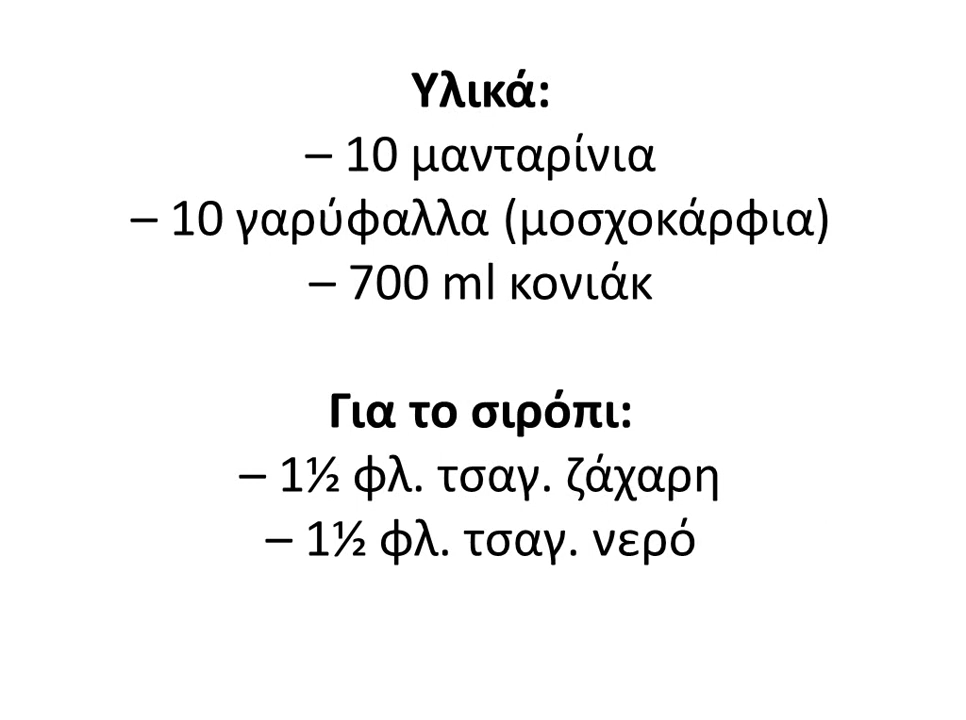 Υλικά:
– 10 μανταρίνια
– 10 γαρύφαλλα (μοσχοκάρφια)
– 700 ml κονιάκ
Για το σιρόπι:
– 1½ φλ. τσαγ. ζάχαρη
– 1½ φλ. τσαγ. νερό